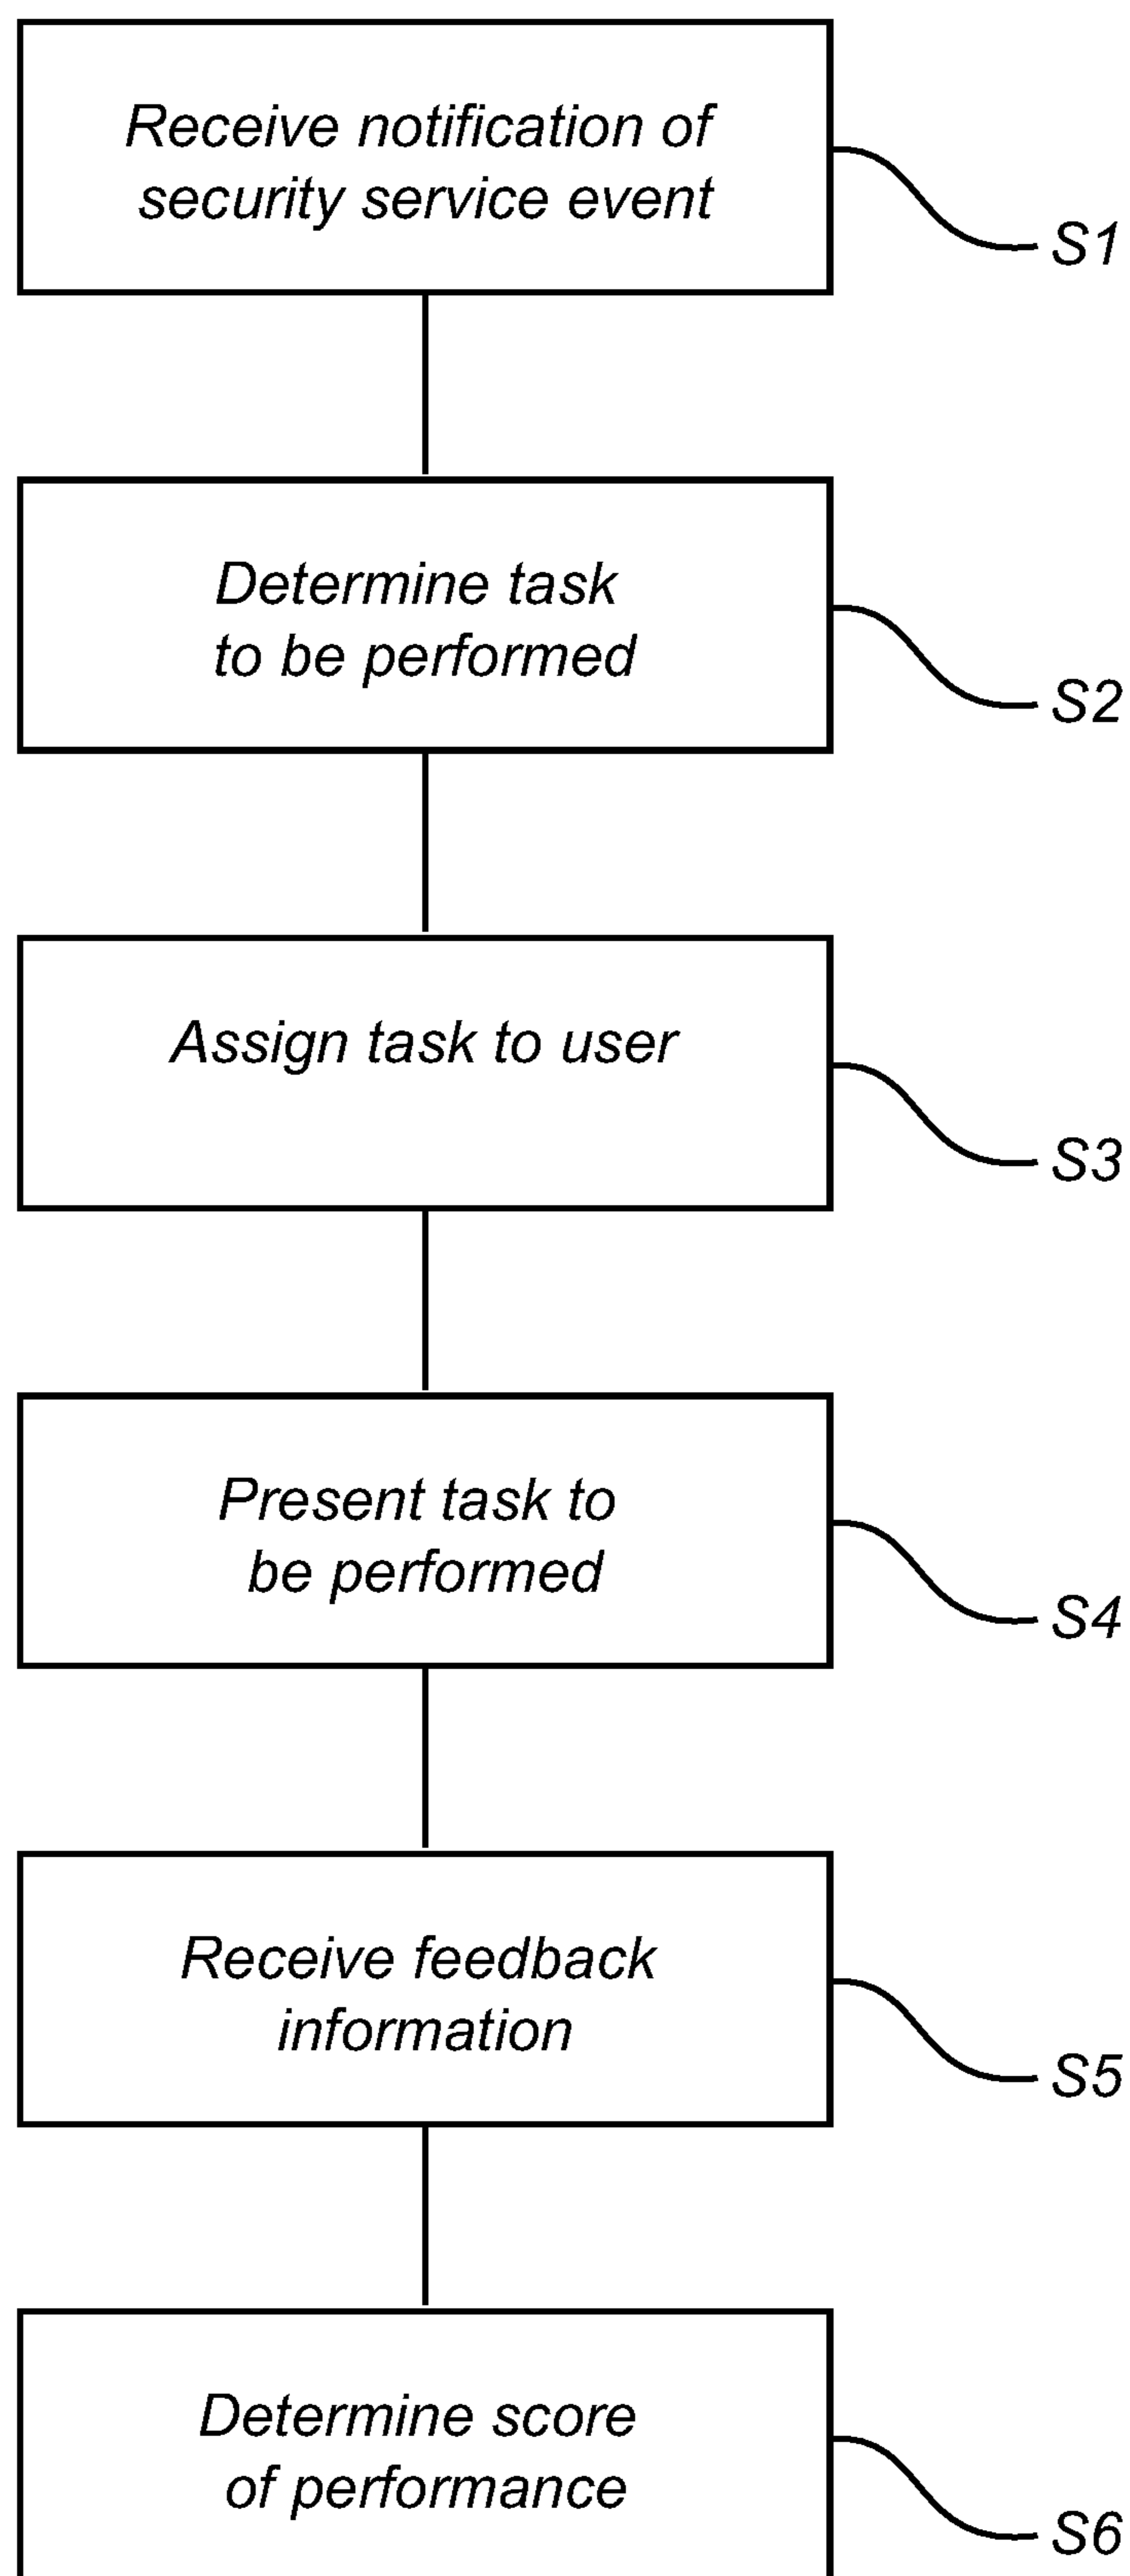 Receive notification of
security service event
S1
Determine task
to be performed
S2
Assign task to user
S3
Present task to
be performed
S4
Receive feedback
information
S5
Determine score
of performance
S6